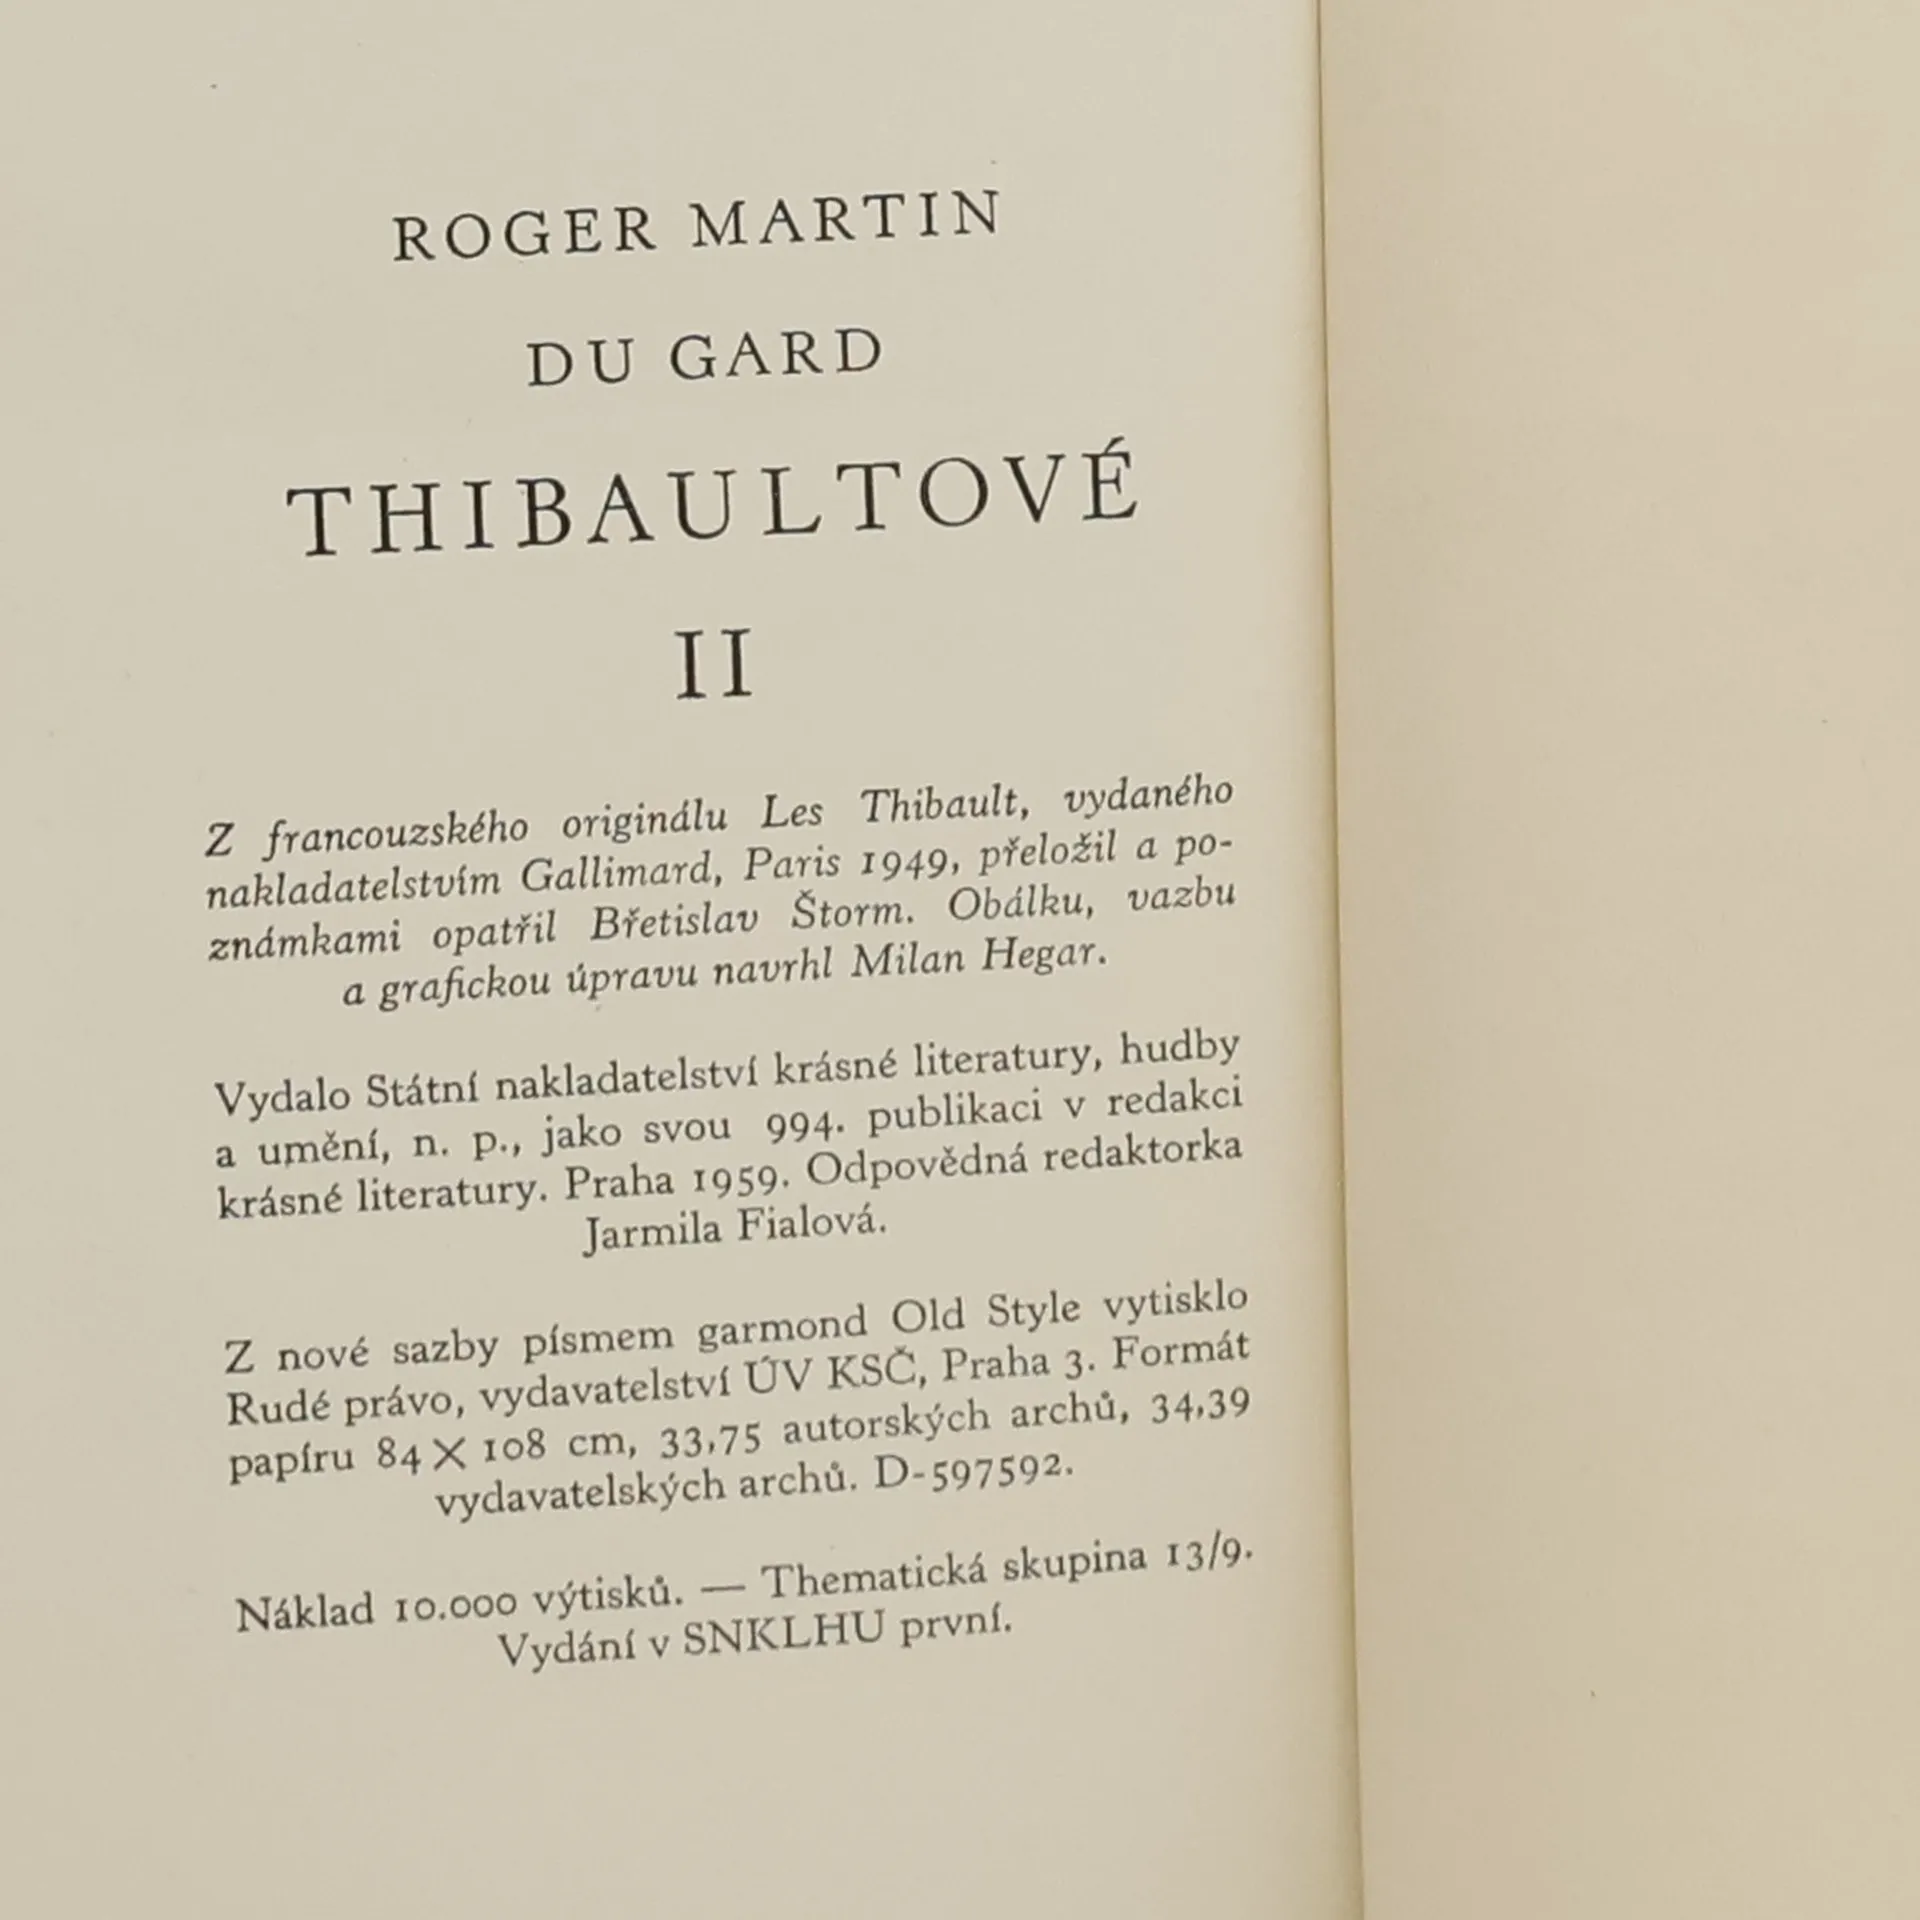 ROGER MARTIN
DU GARD
THIBAULTOVÉ
II
Z francouzského originálu Les Thibault, vydaného
nakladatelstvím Gallimard, Paris 1949, přeložil a po-
známkami opatřil Břetislav Štorm. Obálku, vazbu
a grafickou úpravu navrhl Milan Hegar.
Vydalo Státní nakladatelství krásné literatury, hudby
a umění, n. p., jako svou 994. publikaci v redakci
krásné literatury. Praha 1959. Odpovědná redaktorka
Jarmila Fialová.
Z nové sazby písmem garmond Old Style vytisklo
Rudé právo, vydavatelství ÚV KSČ, Praha 3. Formát
papíru 84 × 108 cm, 33,75 autorských archů, 34,39
vydavatelských archů. D-597592.
Náklad 10.000 výtisků. — Thematická skupina 13/9.
Vydání v SNKLHU první.